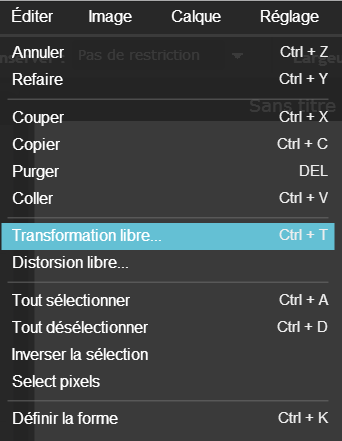 Éditer Image Calque Réglage
Annuler Ctrl + Z
nserver : Pas de restriction Largeu
Refaire Ctrl + Y
Sans titre
Couper Ctrl + X
Copier Ctrl + C
Purger DEL
Coller Ctrl + V
Transformation libre... Ctrl + T
Distorsion libre...
Tout sélectionner Ctrl + A
Tout désélectionner Ctrl + D
Inverser la sélection
Select pixels
Définir la forme Ctrl + K